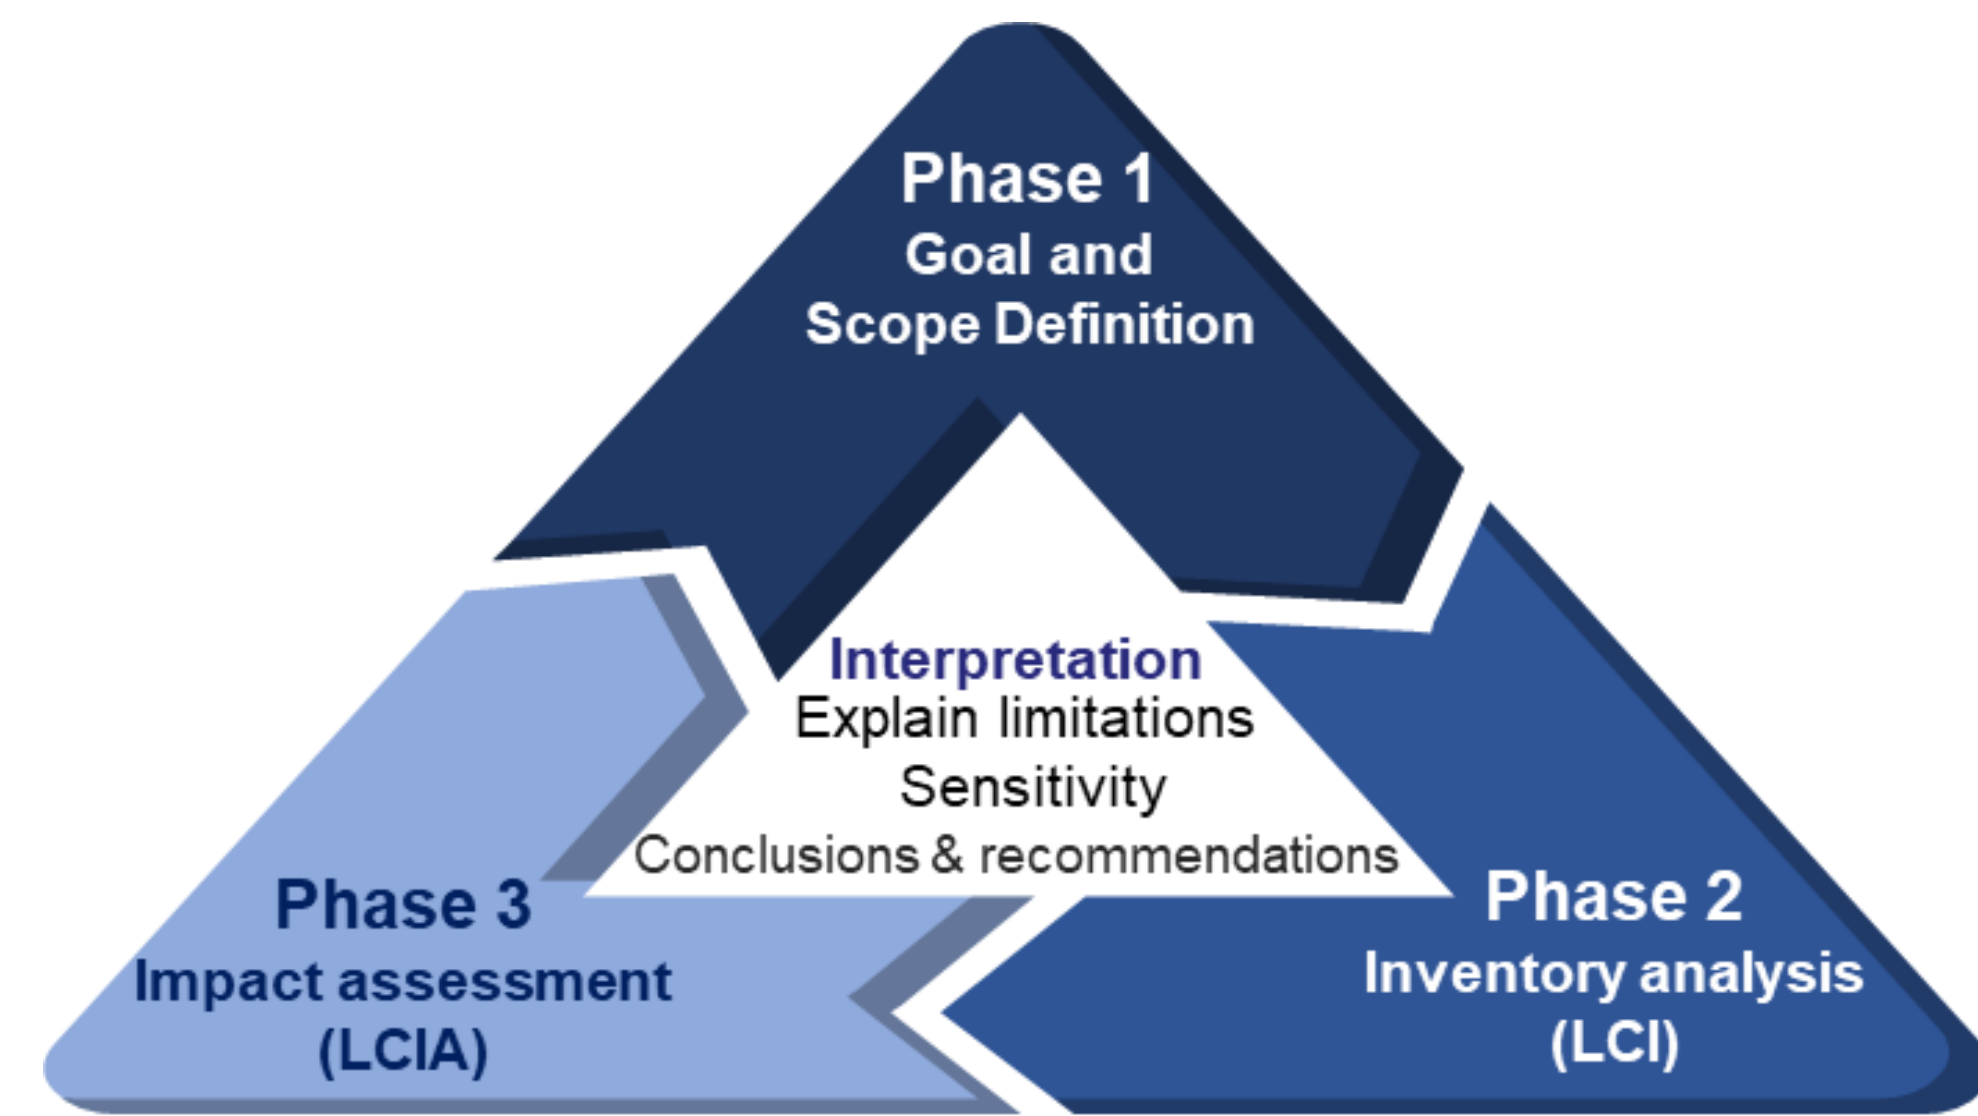 Phase 1
Goal and
Scope Definition
Interpretation
Explain limitations
Sensitivity
Conclusions & recommendations
Phase 2
Inventory analysis
(LCI)
Phase 3
Impact assessment
(LCIA)